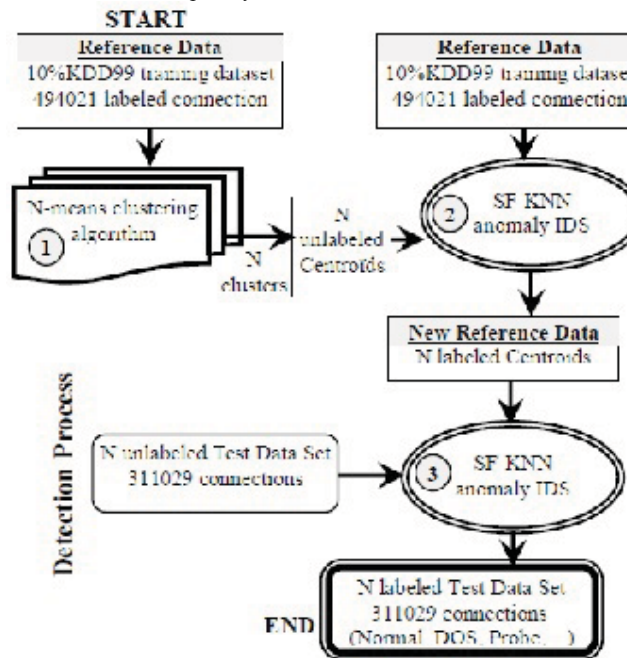 START
Reference Data
10%KDD99 training dataset
494021 labeled connection
Reference Data
10%KDD99 training dataset
494021 labeled connection
N-means clustering
algorithm
1
N
clusters
N
unlabeled
Centroids
2
SF KNN
anomaly IDS
New Reference Data
N labeled Centroids
Detection Process
N unlabeled Test Data Set
311029 connections
3
SF KNN
anomaly IDS
END
N labeled Test Data Set
311029 connections
(Normal, DOS, Probe, ...)